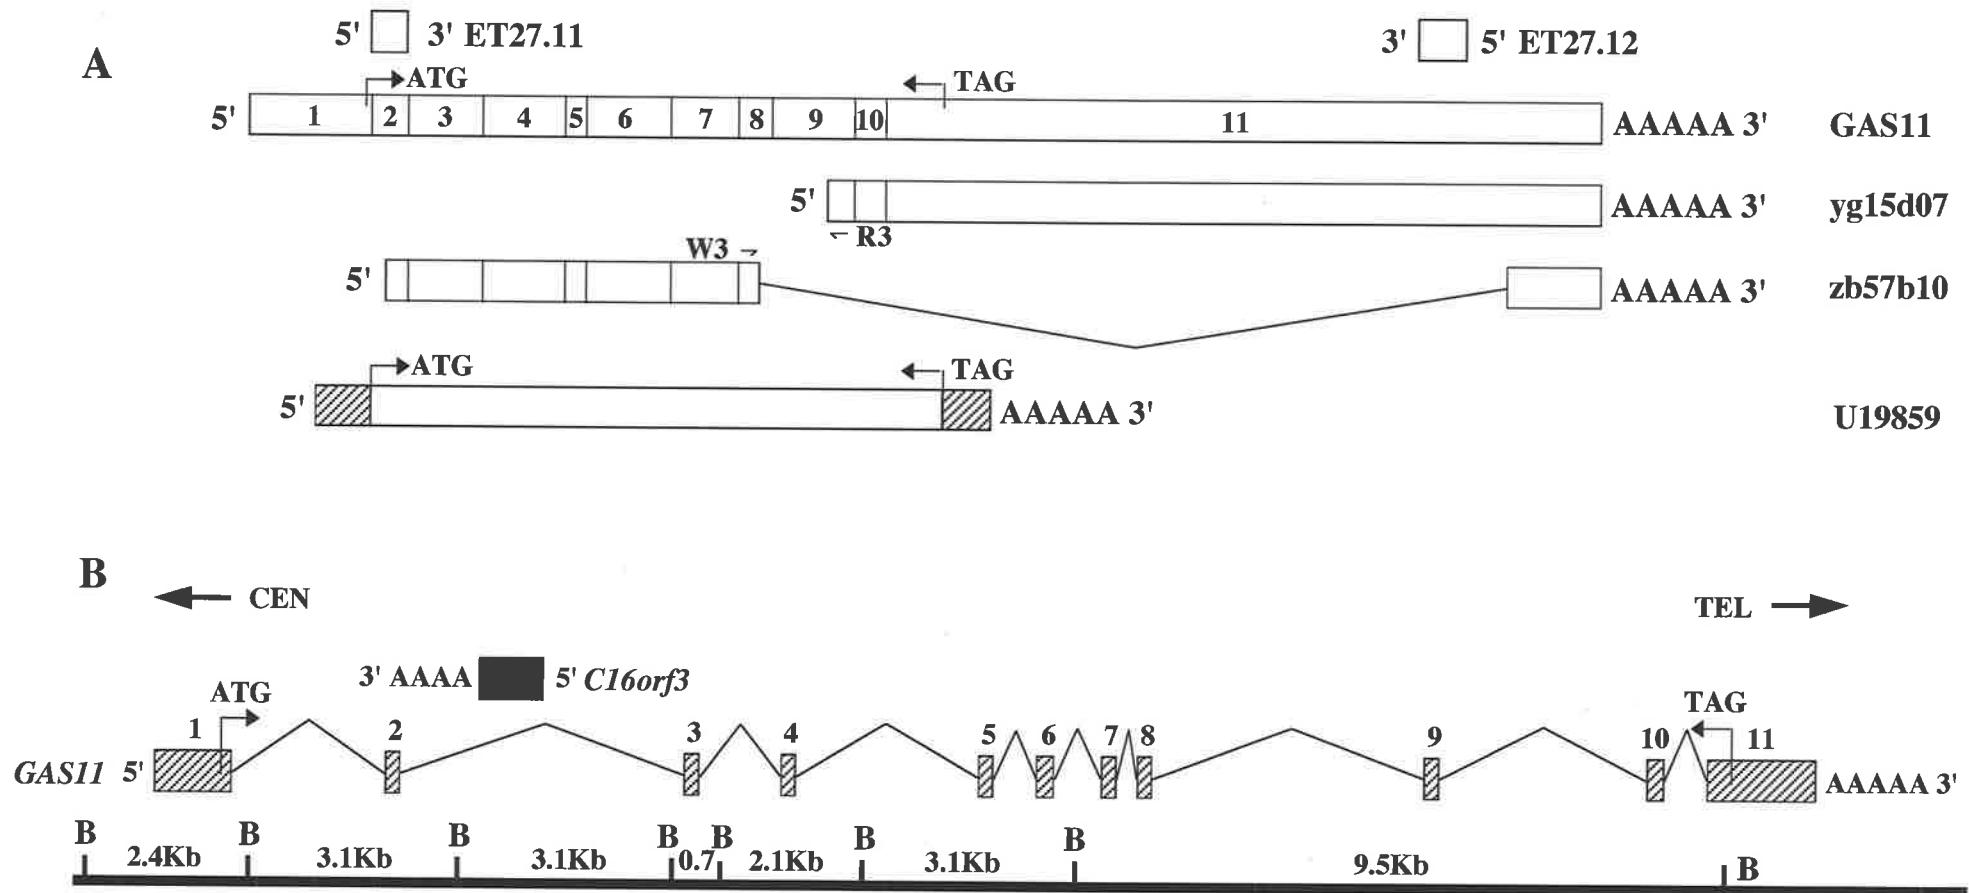 A
5' 3' ET27.11
3' 5' ET27.12
ATG TAG
5' 1 2 3 4 5 6 7 8 9 10 11 AAAAA 3' GAS11
5' AAAAA 3' yg15d07
R3
W3
5' AAAAA 3' zb57b10
ATG TAG
5' AAAAA 3' U19859
B
CEN TEL
3' AAAA 5' C16orf3
ATG TAG
1 2 3 4 5 6 7 8 9 10 11
GAS11 5' AAAAA 3'
B B B B B B B B
2.4Kb 3.1Kb 3.1Kb 0.7 2.1Kb 3.1Kb 9.5Kb